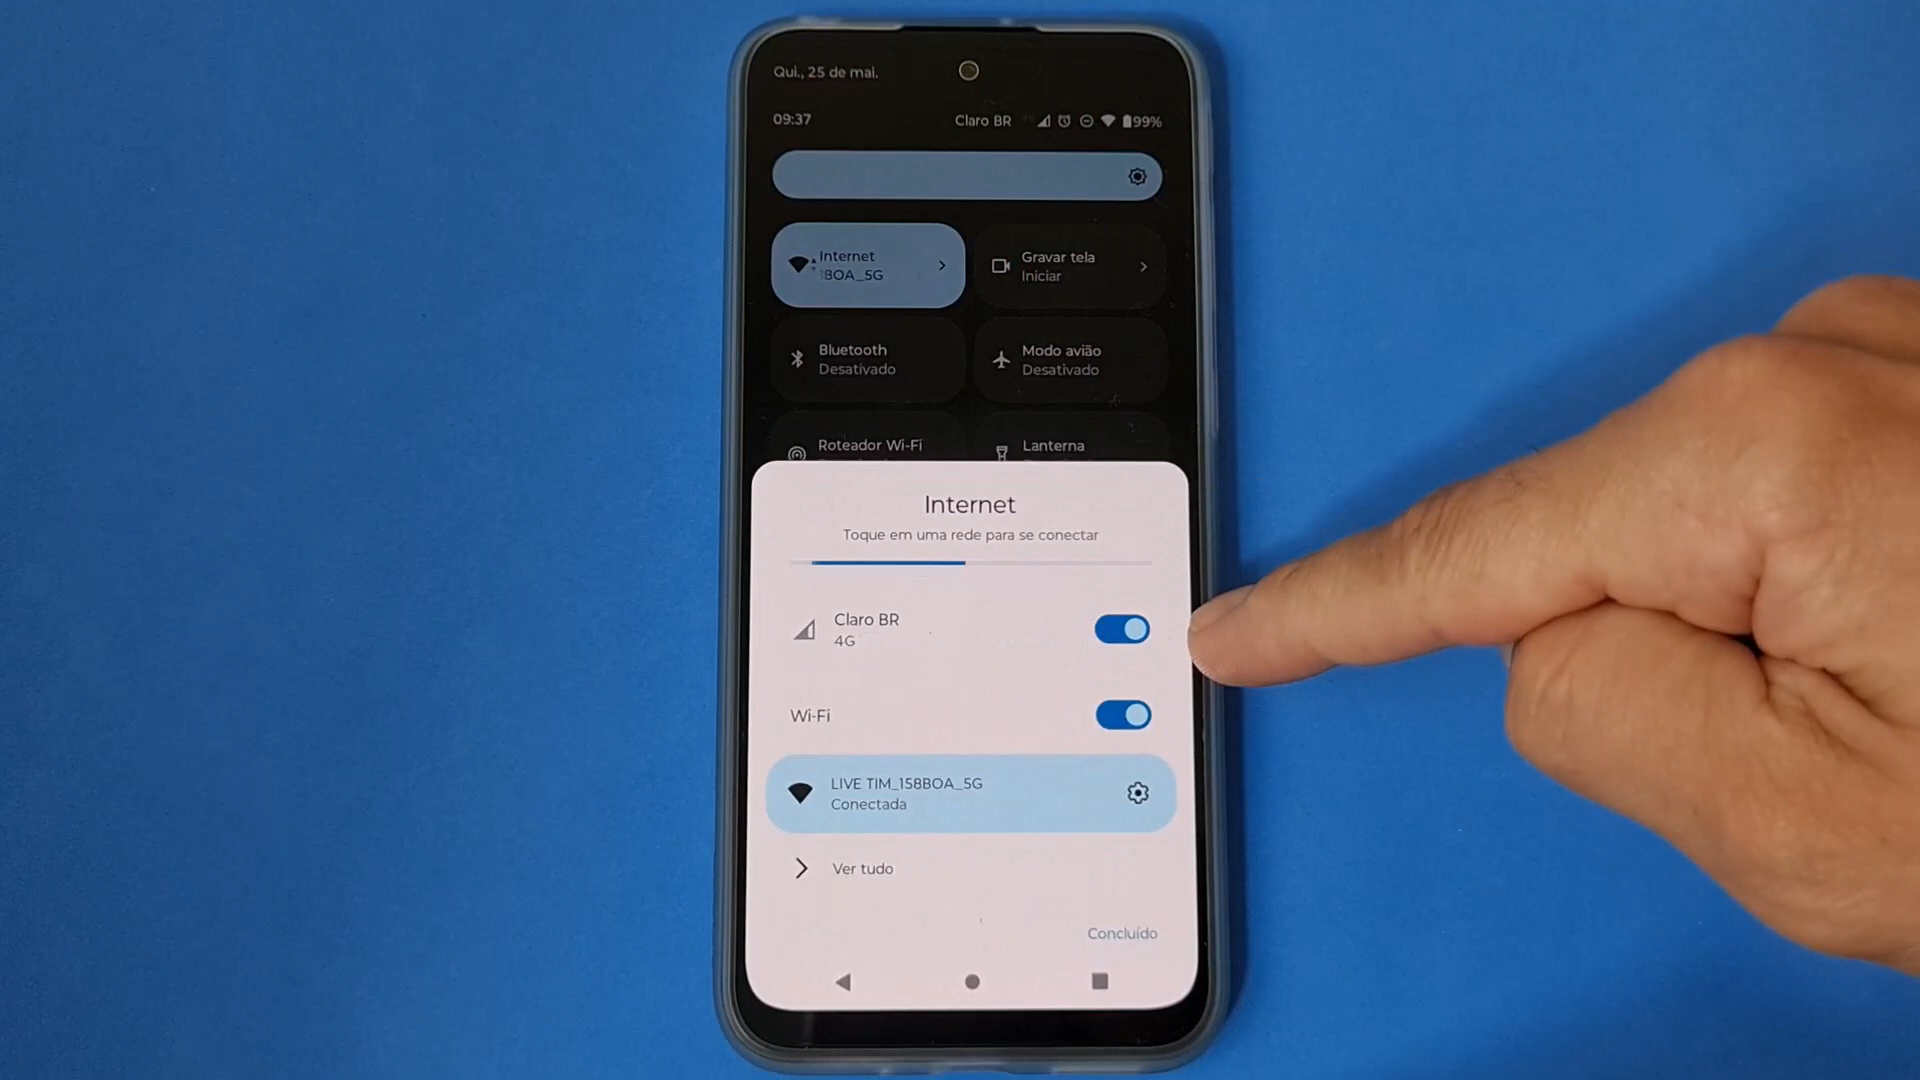 Qui., 25 de mai.
09:37
Claro BR
99%
Internet
BOA_5G
Gravar tela
Iniciar
Bluetooth
Desativado
Modo avião
Desativado
Roteador Wi-Fi
Lanterna
Internet
Toque em uma rede para se conectar
Claro BR
4G
Wi-Fi
LIVE TIM_158BOA_5G
Conectada
Ver tudo
Concluído